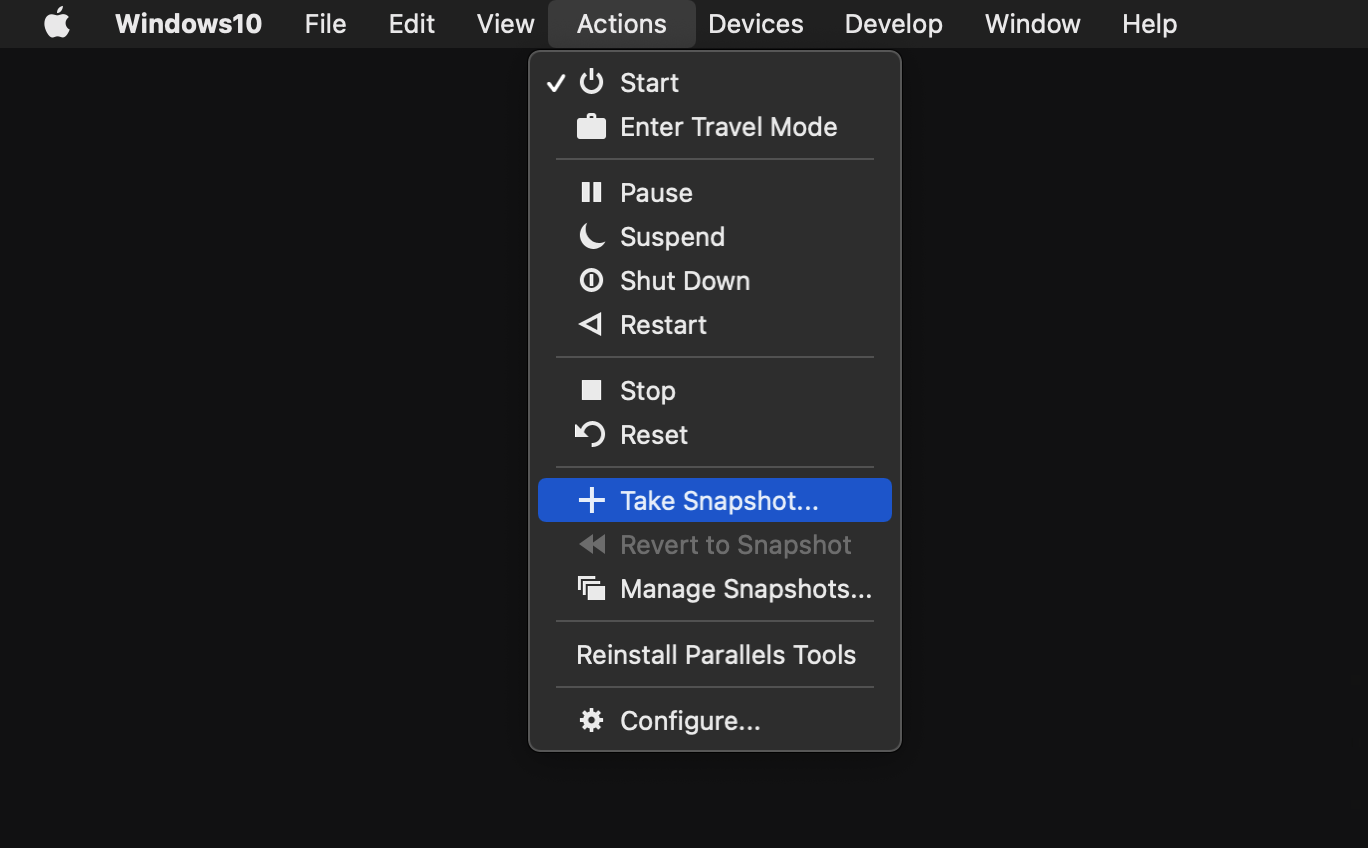 Windows10 File Edit View Actions Devices Develop Window Help
Start
Enter Travel Mode
Pause
Suspend
Shut Down
Restart
Stop
Reset
Take Snapshot...
Revert to Snapshot
Manage Snapshots...
Reinstall Parallels Tools
Configure...